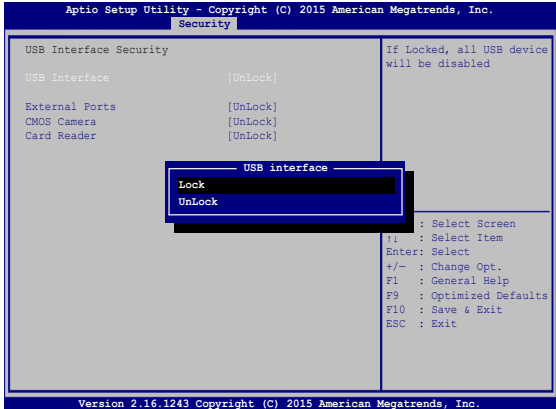 Aptio Setup Utility - Copyright (C) 2015 American Megatrends, Inc.
Security
USB Interface Security
USB Interface [UnLock]
External Ports [UnLock]
CMOS Camera [UnLock]
Card Reader [UnLock]
If Locked, all USB device
will be disabled
USB interface
Lock
UnLock
: Select Screen
↑↓ : Select Item
Enter: Select
+/— : Change Opt.
F1 : General Help
F9 : Optimized Defaults
F10 : Save & Exit
ESC : Exit
Version 2.16.1243 Copyright (C) 2015 American Megatrends, Inc.